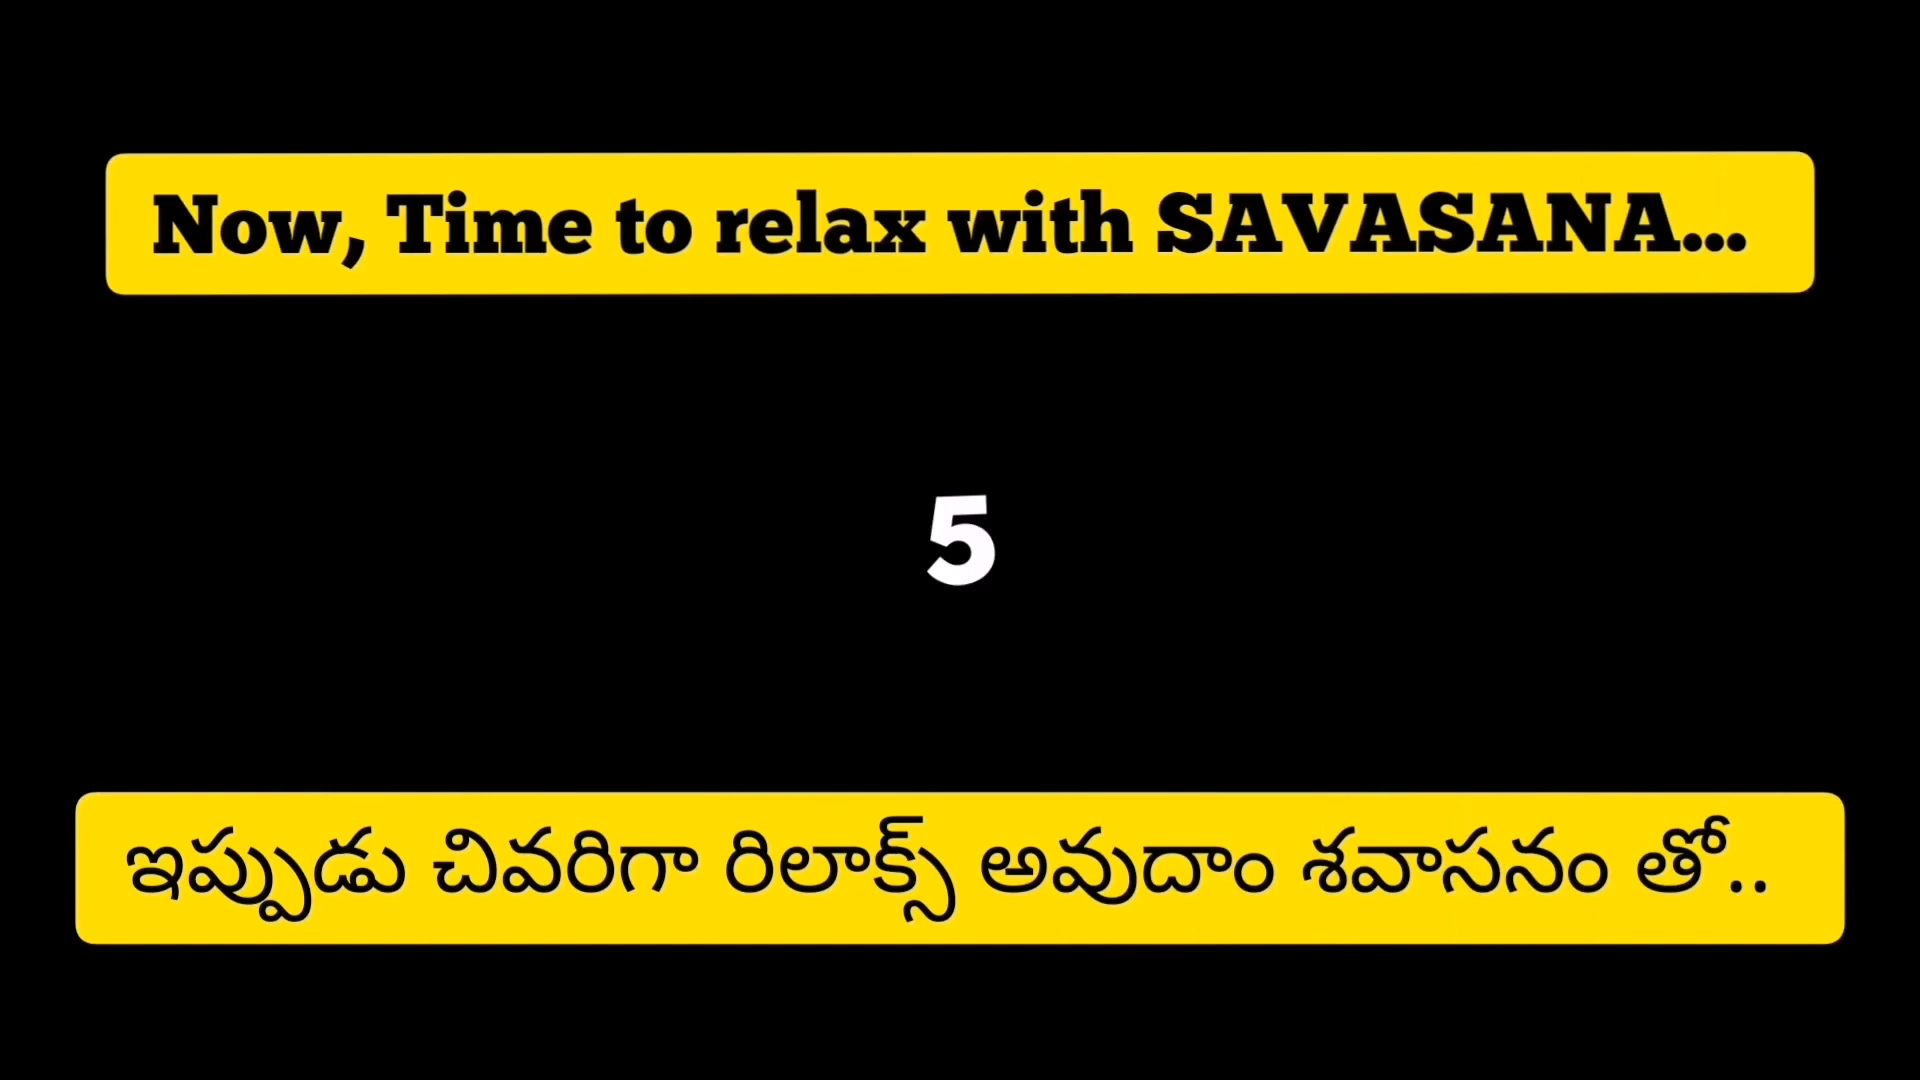 Now, Time to relax with SAVASANA...
5
ఇప్పుడు చివరిగా రిలాక్స్ అవుదాం శవాసనం తో..